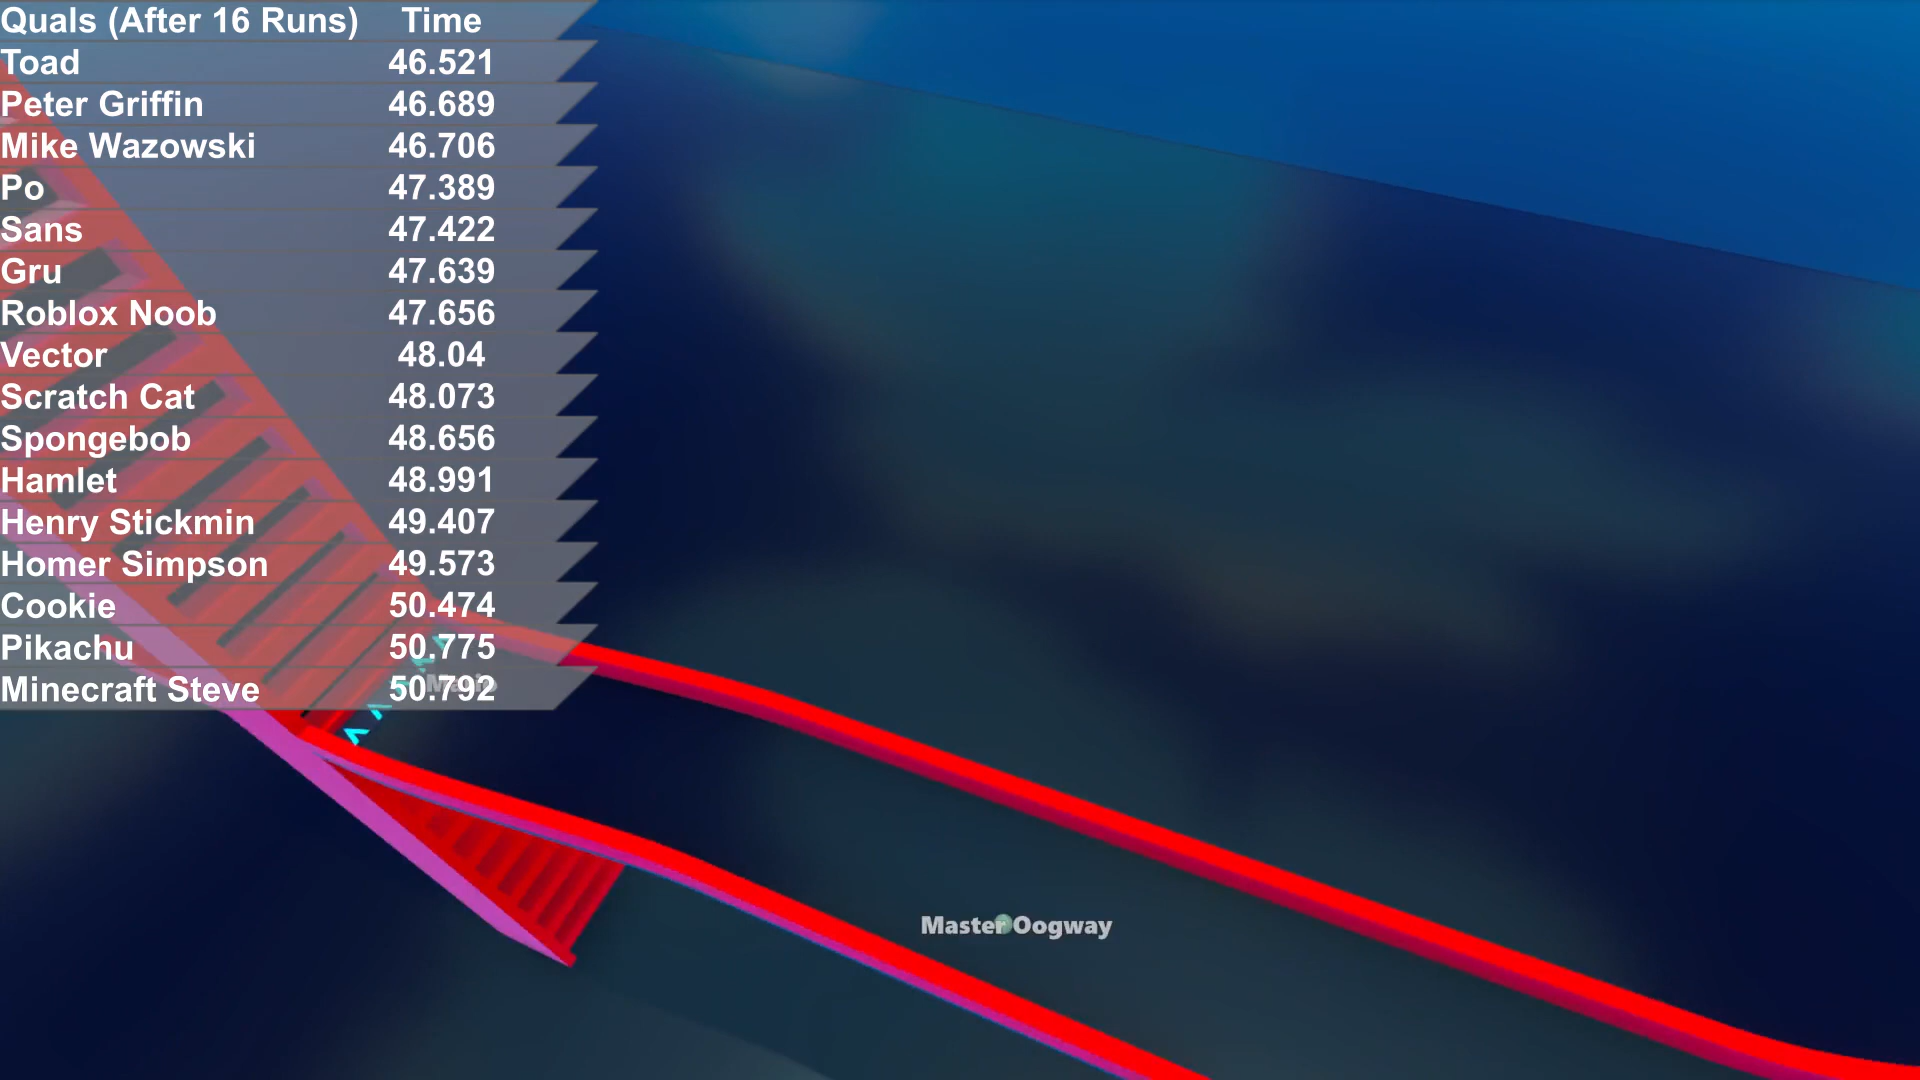 Quals (After 16 Runs) Time
Toad 46.521
Peter Griffin 46.689
Mike Wazowski 46.706
Po 47.389
Sans 47.422
Gru 47.639
Roblox Noob 47.656
Vector 48.04
Scratch Cat 48.073
Spongebob 48.656
Hamlet 48.991
Henry Stickmin 49.407
Homer Simpson 49.573
Cookie 50.474
Pikachu 50.775
Minecraft Steve 50.792
Master Oogway